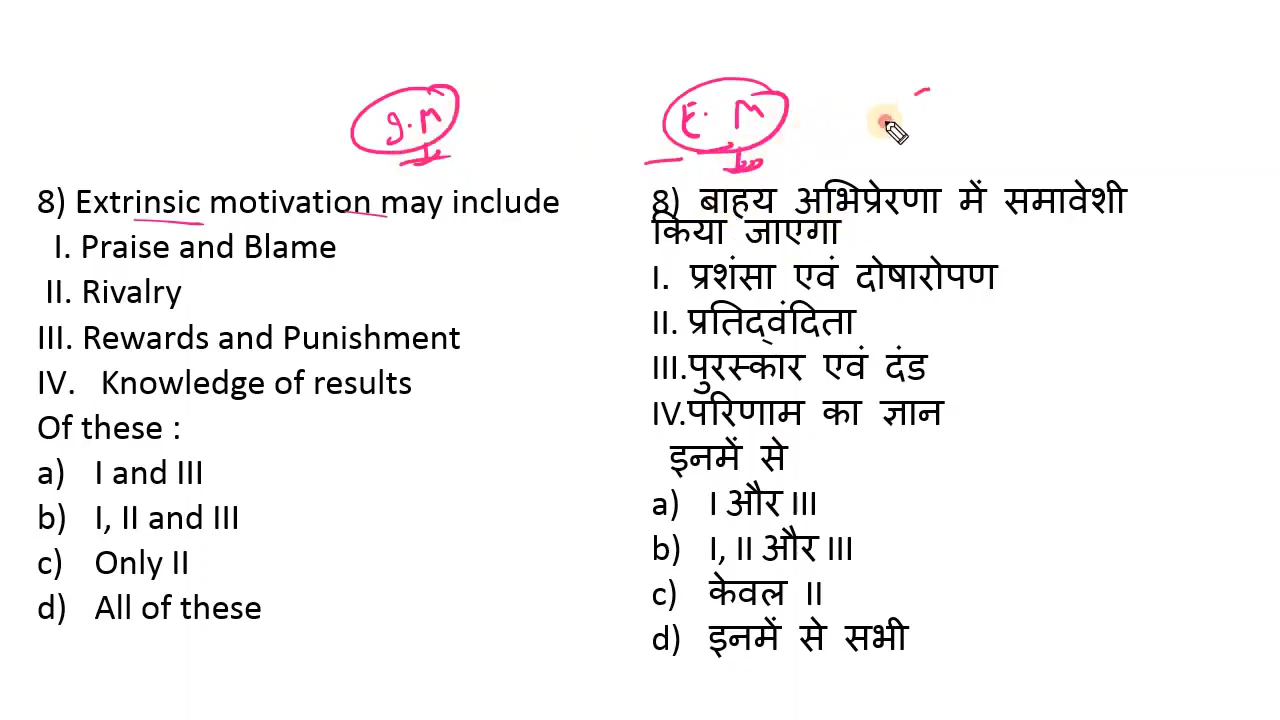 I.M
E.M
8) Extrinsic motivation may include
I. Praise and Blame
II. Rivalry
III. Rewards and Punishment
IV. Knowledge of results
Of these :
a) I and III
b) I, II and III
c) Only II
d) All of these
8) बाहय अभिप्रेरणा में समावेशी
किया जाएगा
I. प्रशंसा एवं दोषारोपण
II. प्रतिद्वंदिता
III.पुरस्कार एवं दंड
IV.परिणाम का ज्ञान
इनमें से
a) I और III
b) I, II और III
c) केवल II
d) इनमें से सभी